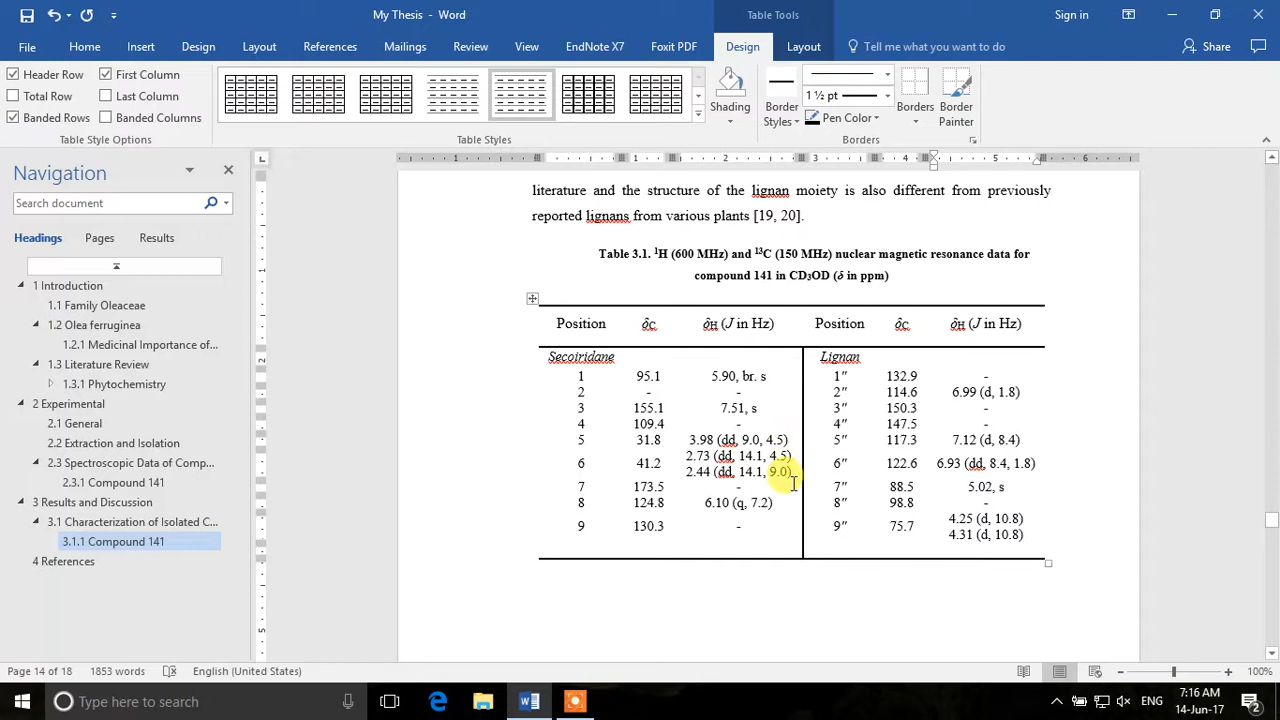 My Thesis - Word
Table Tools
Sign in
File Home Insert Design Layout References Mailings Review View EndNote X7 Foxit PDF Design Layout Tell me what you want to do Share
Header Row First Column
Total Row Last Column
Banded Rows Banded Columns
Table Style Options
Table Styles
Shading
Border Styles
1 ½ pt
Pen Color
Borders
Border Painter
Borders
Navigation
Search document
Headings Pages Results
1 Introduction
1.1 Family Oleaceae
1.2 Olea ferruginea
1.2.1 Medicinal Importance of...
1.3 Literature Review
1.3.1 Phytochemistry
2 Experimental
2.1 General
2.2 Extraction and Isolation
2.3 Spectroscopic Data of Comp...
2.3.1 Compound 141
3 Results and Discussion
3.1 Characterization of Isolated C...
3.1.1 Compound 141
4 References
literature and the structure of the lignan moiety is also different from previously
reported lignans from various plants [19, 20].
Table 3.1. ¹H (600 MHz) and ¹³C (150 MHz) nuclear magnetic resonance data for
compound 141 in CD₃OD (δ in ppm)
Position δC δH (J in Hz) Position δC δH (J in Hz)
Secoiridane Lignan
1 95.1 5.90, br. s 1″ 132.9 -
2 - - 2″ 114.6 6.99 (d, 1.8)
3 155.1 7.51, s 3″ 150.3 -
4 109.4 - 4″ 147.5 -
5 31.8 3.98 (dd, 9.0, 4.5) 5″ 117.3 7.12 (d, 8.4)
2.73 (dd, 14.1, 4.5)
6 41.2 6″ 122.6 6.93 (dd, 8.4, 1.8)
2.44 (dd, 14.1, 9.0)
7 173.5 - 7″ 88.5 5.02, s
8 124.8 6.10 (q, 7.2) 8″ 98.8 -
4.25 (d, 10.8)
9 130.3 - 9″ 75.7
4.31 (d, 10.8)
Page 14 of 18 1853 words English (United States) 100%
Type here to search
ENG
7:16 AM
14-Jun-17
2